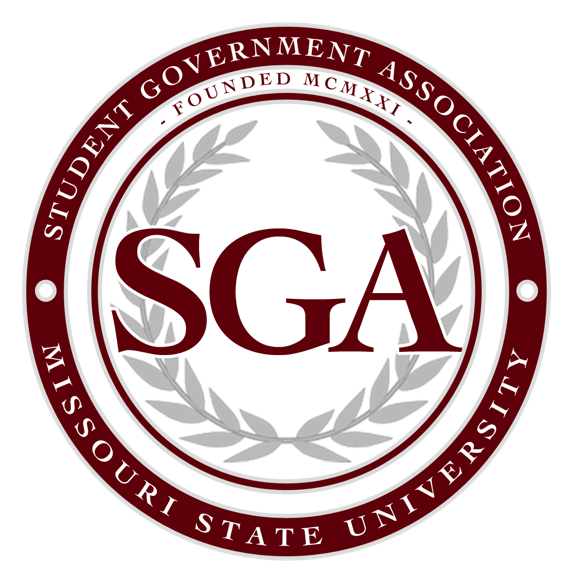 STUDENT GOVERNMENT ASSOCIATION
- FOUNDED MCMXXI -
SGA
MISSOURI STATE UNIVERSITY